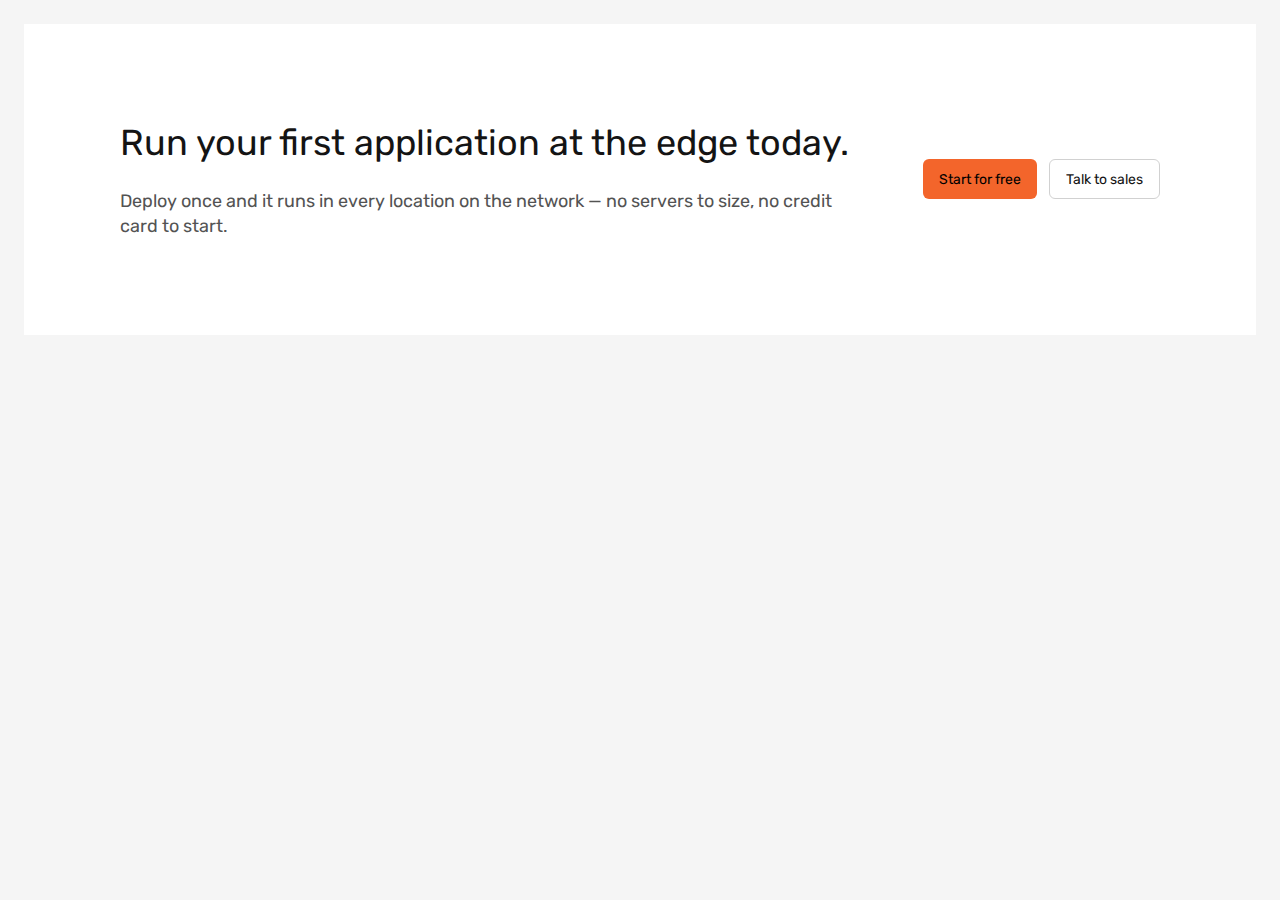 Run your first application at the edge today.
Deploy once and it runs in every location on the network — no servers to size, no credit
card to start.
Start for free
Talk to sales